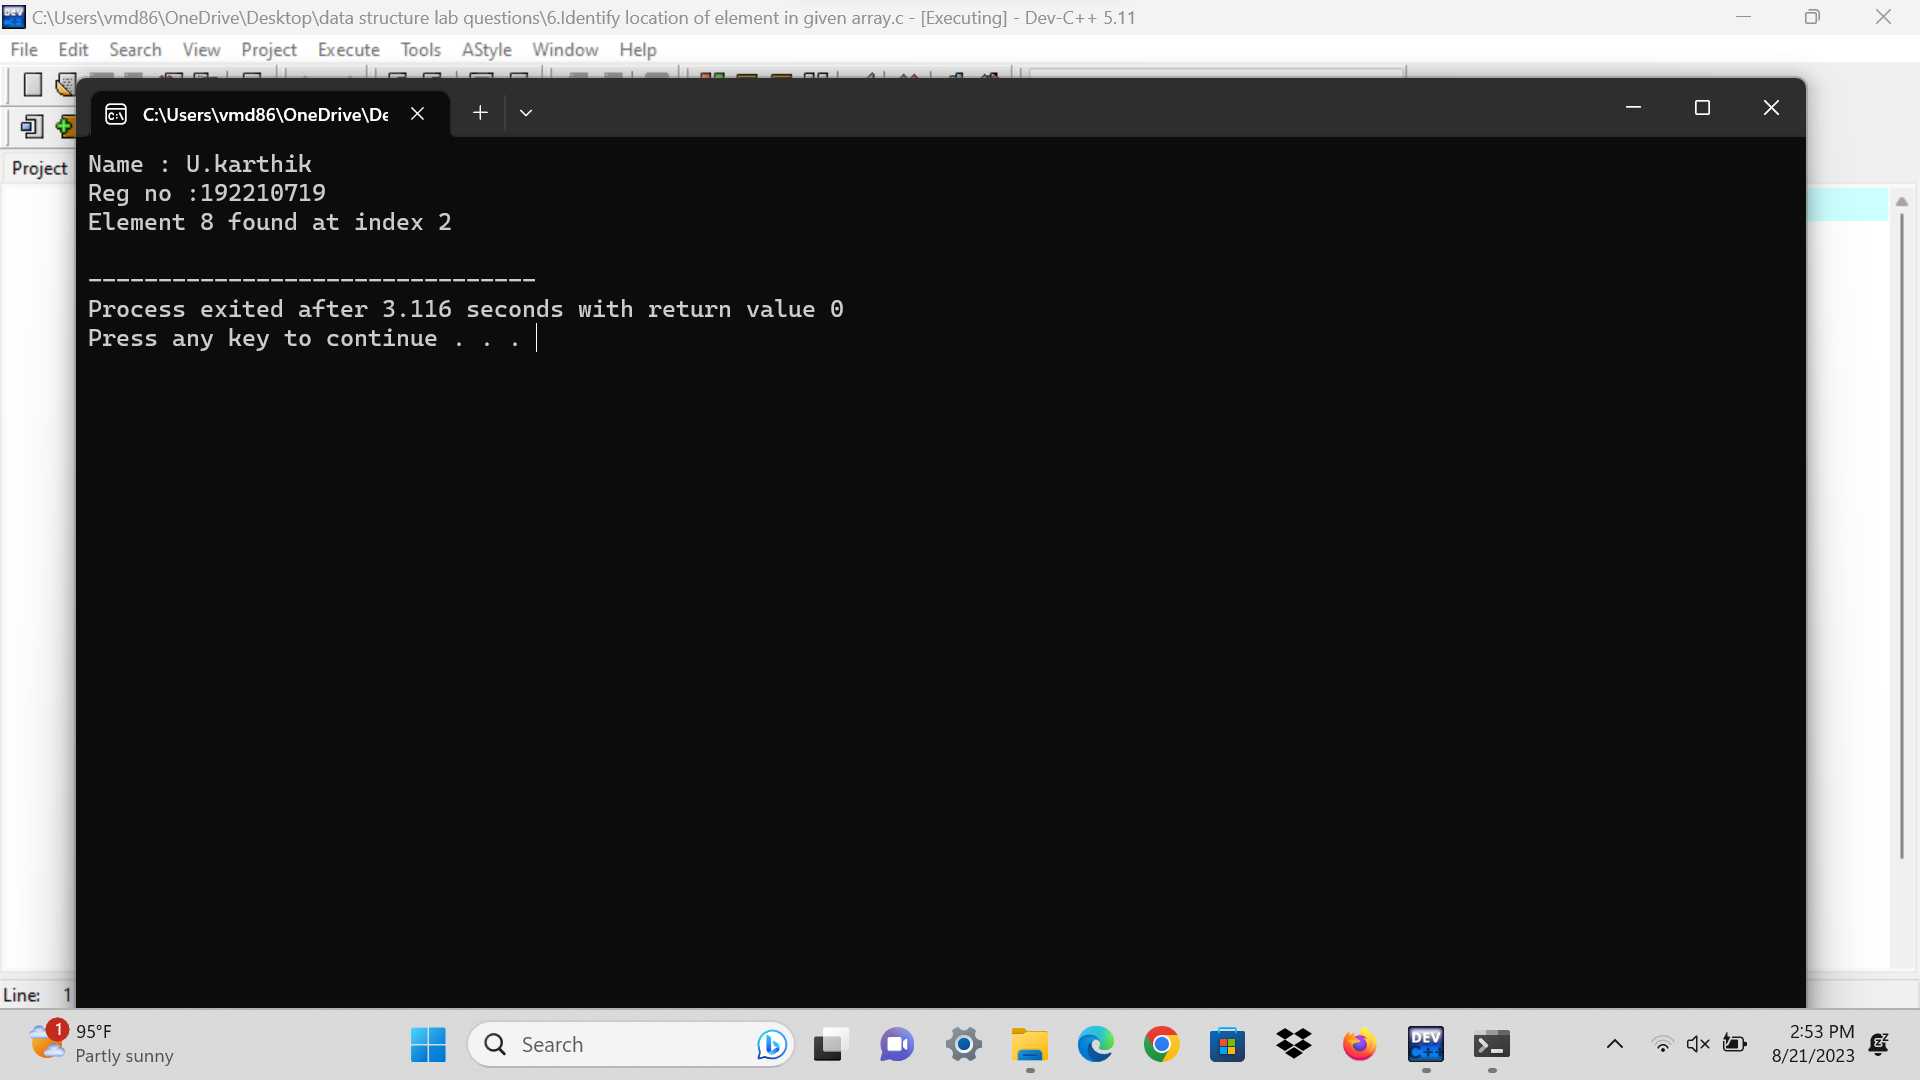 C:\Users\vmd86\OneDrive\Desktop\data structure lab questions\6.Identify location of element in given array.c - [Executing] - Dev-C++ 5.11
File Edit Search View Project Execute Tools AStyle Window Help
C:\Users\vmd86\OneDrive\De
Project
Name : U.karthik
Reg no :192210719
Element 8 found at index 2
--------------------------------
Process exited after 3.116 seconds with return value 0
Press any key to continue . . .
Line: 1
1
95°F
Partly sunny
Search
DEV
C++
2:53 PM
8/21/2023